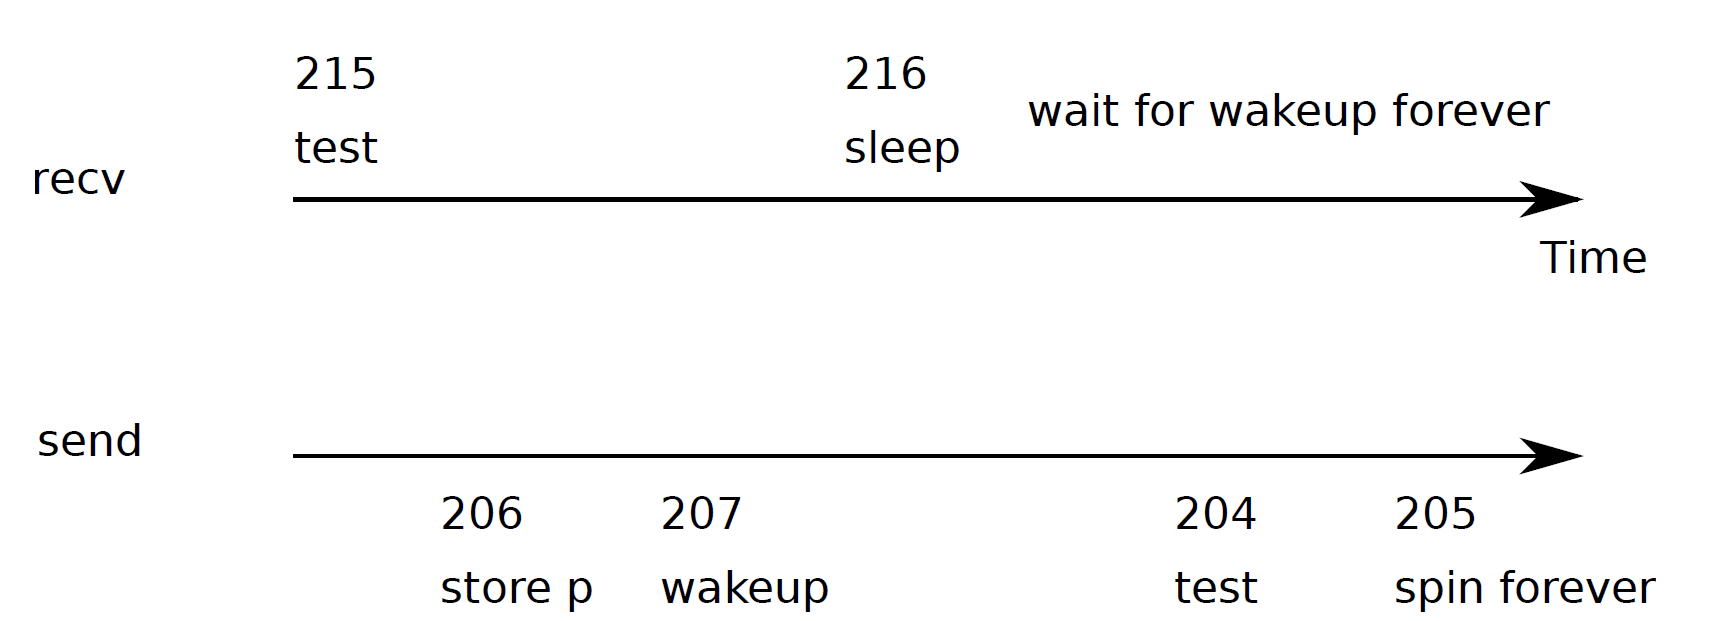 215
test
216
sleep
wait for wakeup forever
recv
Time
send
206
store p
207
wakeup
204
test
205
spin forever